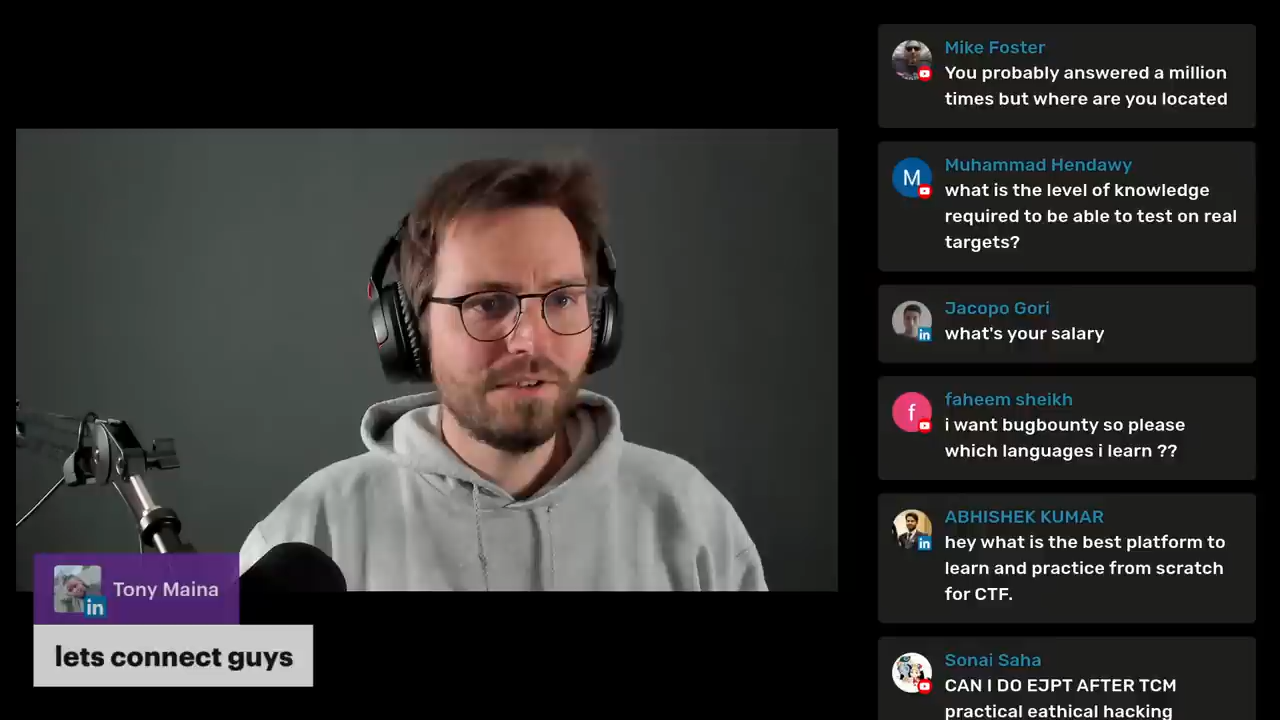 Mike Foster
You probably answered a million
times but where are you located
M
Muhammad Hendawy
what is the level of knowledge
required to be able to test on real
targets?
Jacopo Gori
in
what's your salary
f
faheem sheikh
i want bugbounty so please
which languages i learn ??
ABHISHEK KUMAR
in
hey what is the best platform to
learn and practice from scratch
for CTF.
Sonai Saha
CAN I DO EJPT AFTER TCM
practical eathical hacking
Tony Maina
in
lets connect guys